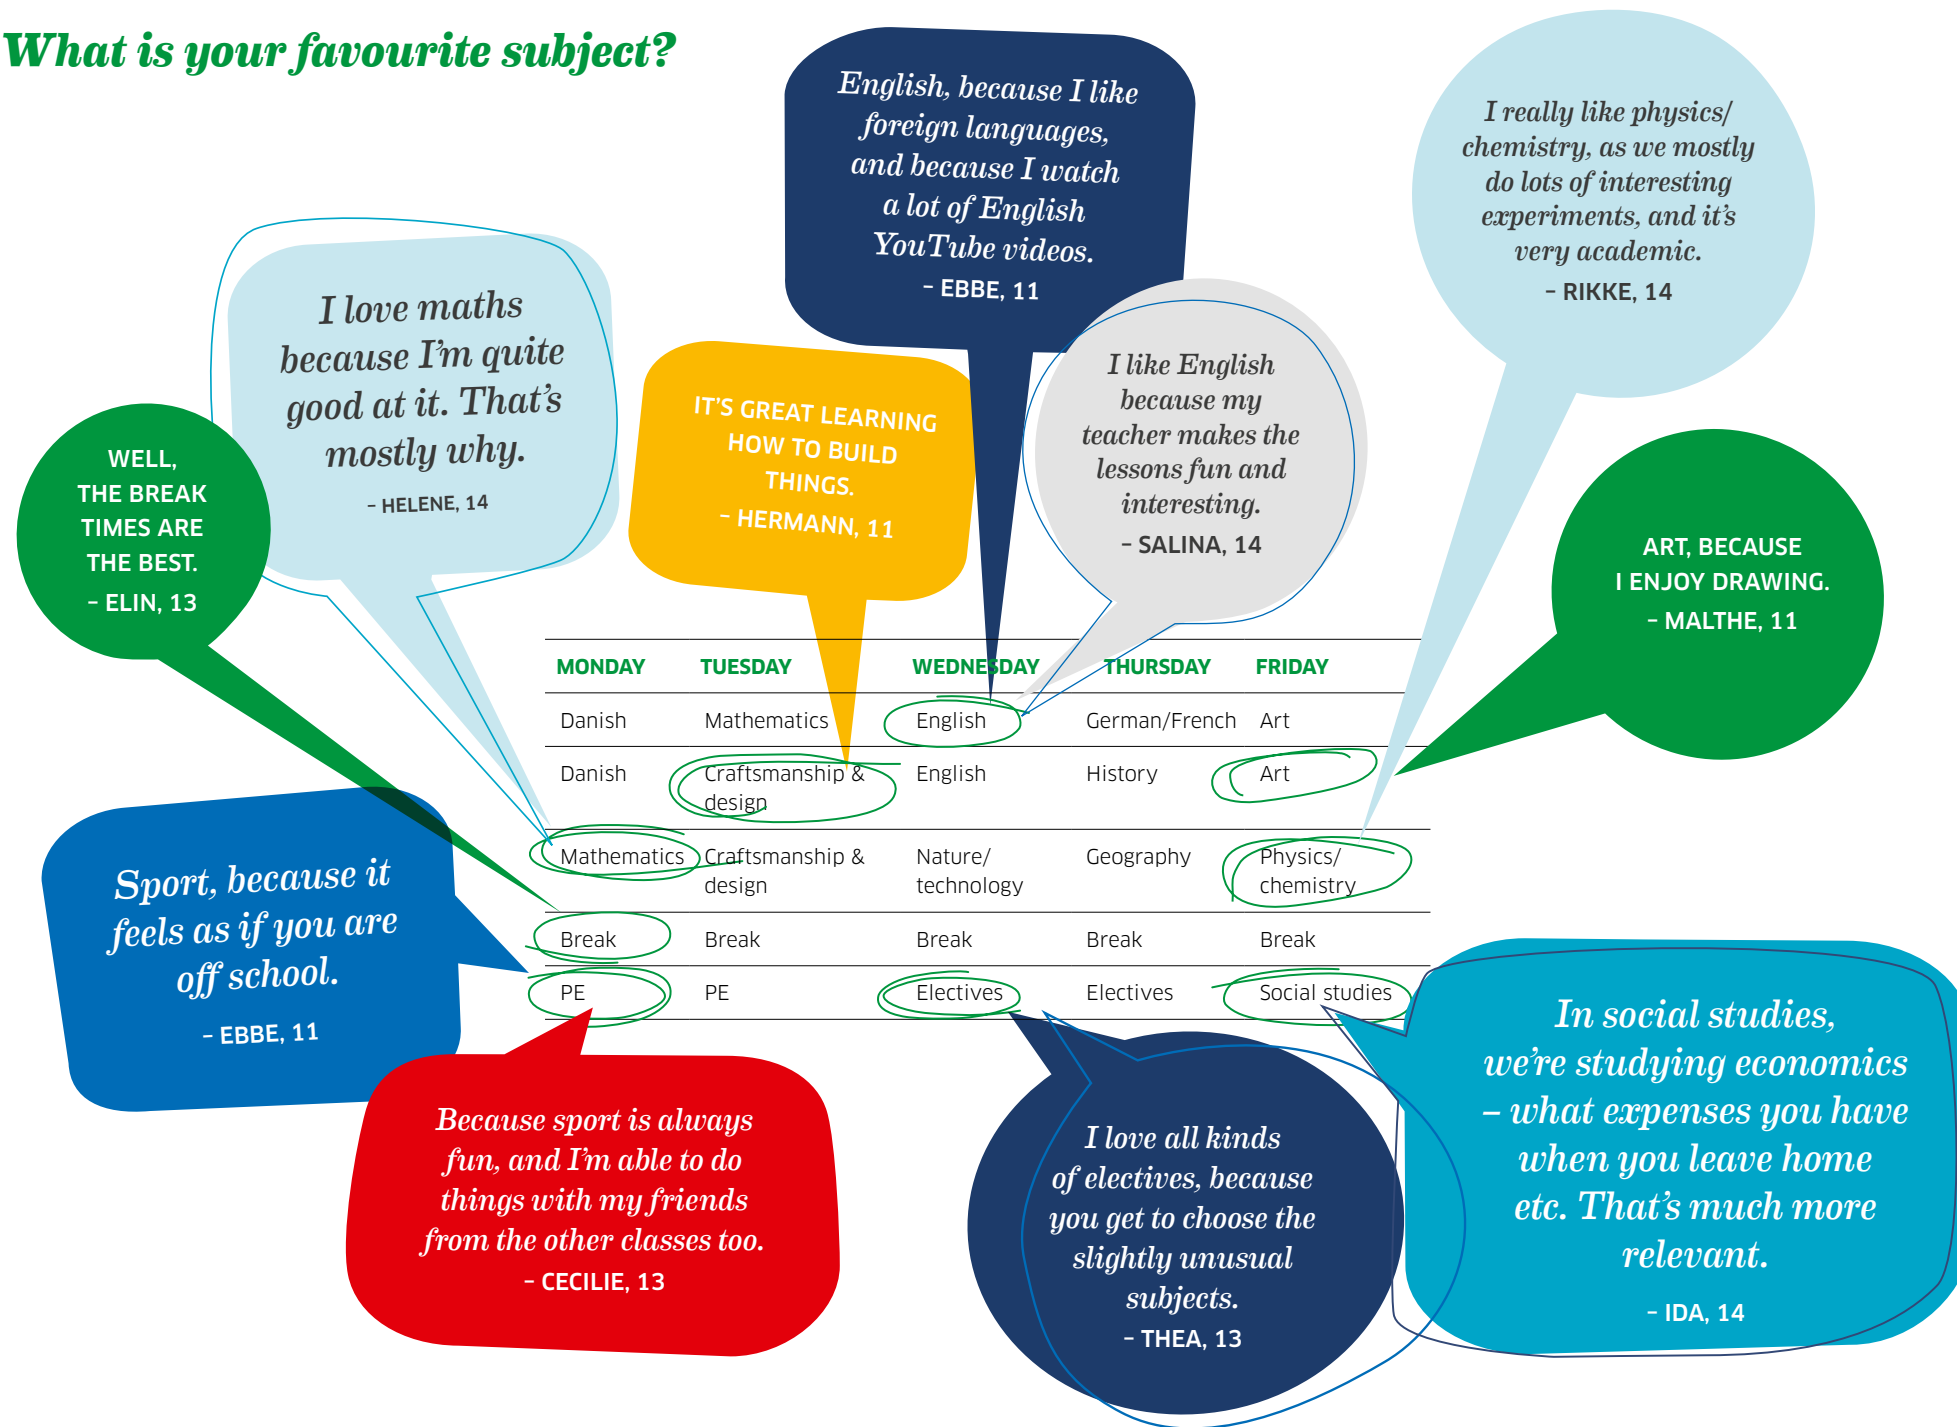 What is your favourite subject?
English, because I like
foreign languages,
and because I watch
a lot of English
YouTube videos.
– EBBE, 11
I really like physics/
chemistry, as we mostly
do lots of interesting
experiments, and it's
very academic.
– RIKKE, 14
I love maths
because I'm quite
good at it. That's
mostly why.
– HELENE, 14
IT'S GREAT LEARNING
HOW TO BUILD
THINGS.
– HERMANN, 11
I like English
because my
teacher makes the
lessons fun and
interesting.
– SALINA, 14
WELL,
THE BREAK
TIMES ARE
THE BEST.
– ELIN, 13
ART, BECAUSE
I ENJOY DRAWING.
– MALTHE, 11
MONDAY TUESDAY WEDNESDAY THURSDAY FRIDAY
Danish Mathematics English German/French Art
Danish Craftsmanship & English History Art
design
Mathematics Craftsmanship & Nature/ Geography Physics/
design technology chemistry
Break Break Break Break Break
PE PE Electives Electives Social studies
Sport, because it
feels as if you are
off school.
– EBBE, 11
Because sport is always
fun, and I'm able to do
things with my friends
from the other classes too.
– CECILIE, 13
I love all kinds
of electives, because
you get to choose the
slightly unusual
subjects.
– THEA, 13
In social studies,
we're studying economics
– what expenses you have
when you leave home
etc. That's much more
relevant.
– IDA, 14